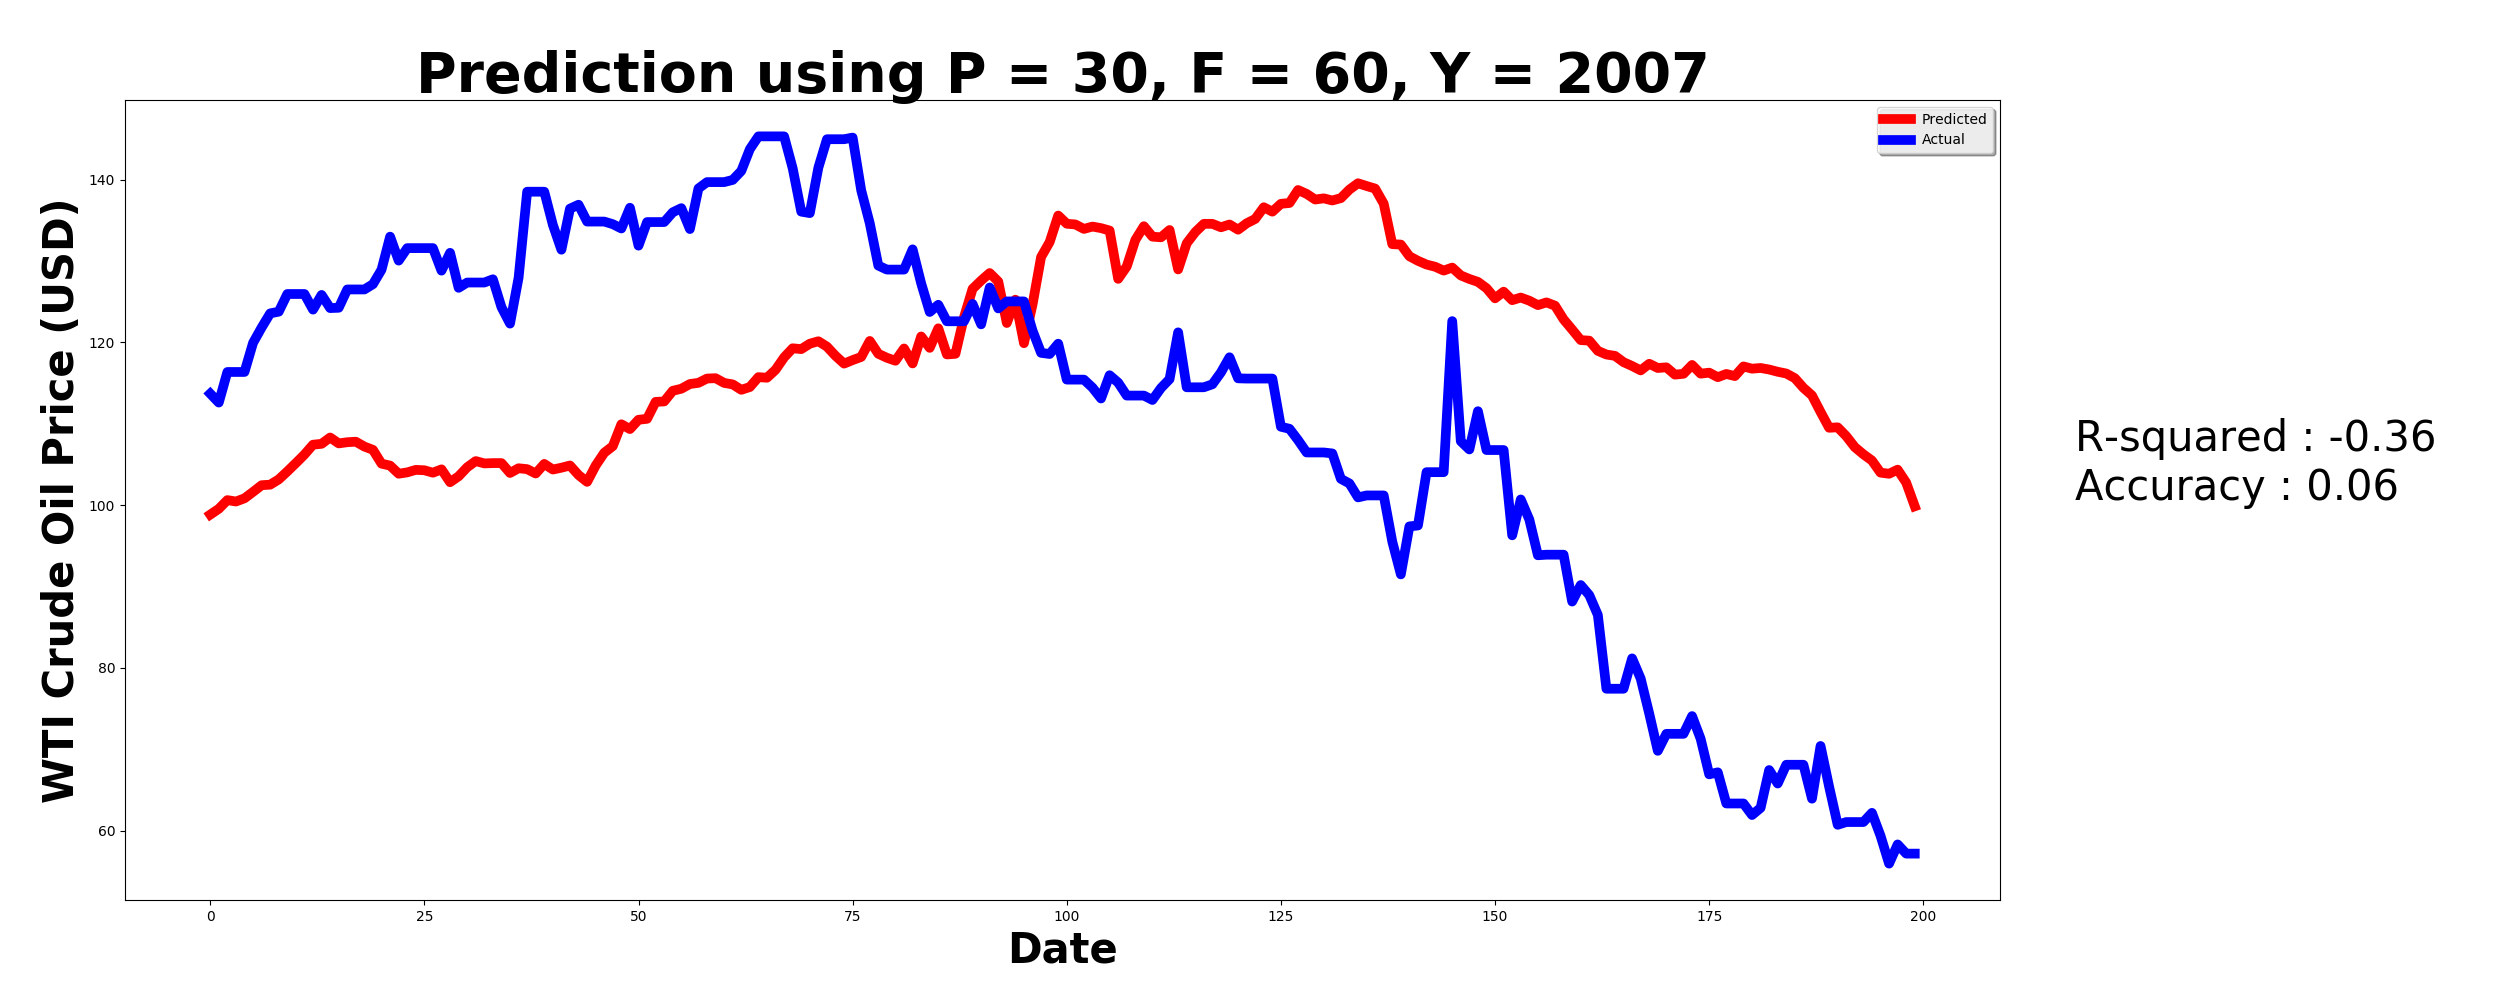 Prediction using P = 30, F = 60, Y = 2007
Predicted
Actual
WTI Crude Oil Price (USD)
140
120
100
80
60
0 25 50 75 100 125 150 175 200
Date
R-squared : -0.36
Accuracy : 0.06